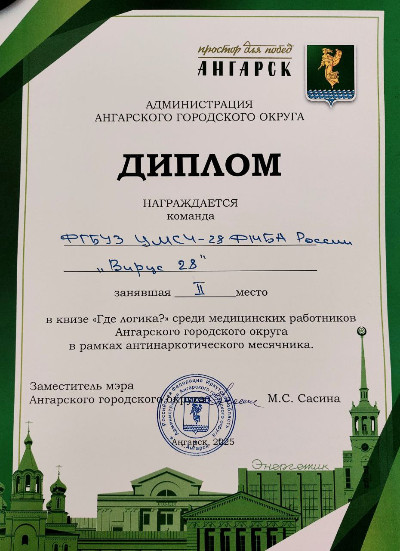 простор для побед
АНГАРСК
АДМИНИСТРАЦИЯ
АНГАРСКОГО ГОРОДСКОГО ОКРУГА
ДИПЛОМ
НАГРАЖДАЕТСЯ
команда
ФГБУЗ ЦМСЧ-28 ФМБА России
„Вирус 28"
занявшая II место
в квизе «Где логика?» среди медицинских работников
Ангарского городского округа
в рамках антинаркотического месячника.
Заместитель мэра
Ангарского городского округа М.С. Сасина
Ангарск, 2025
Энергетик